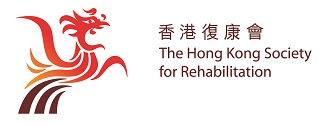 香港復康會
The Hong Kong Society
for Rehabilitation